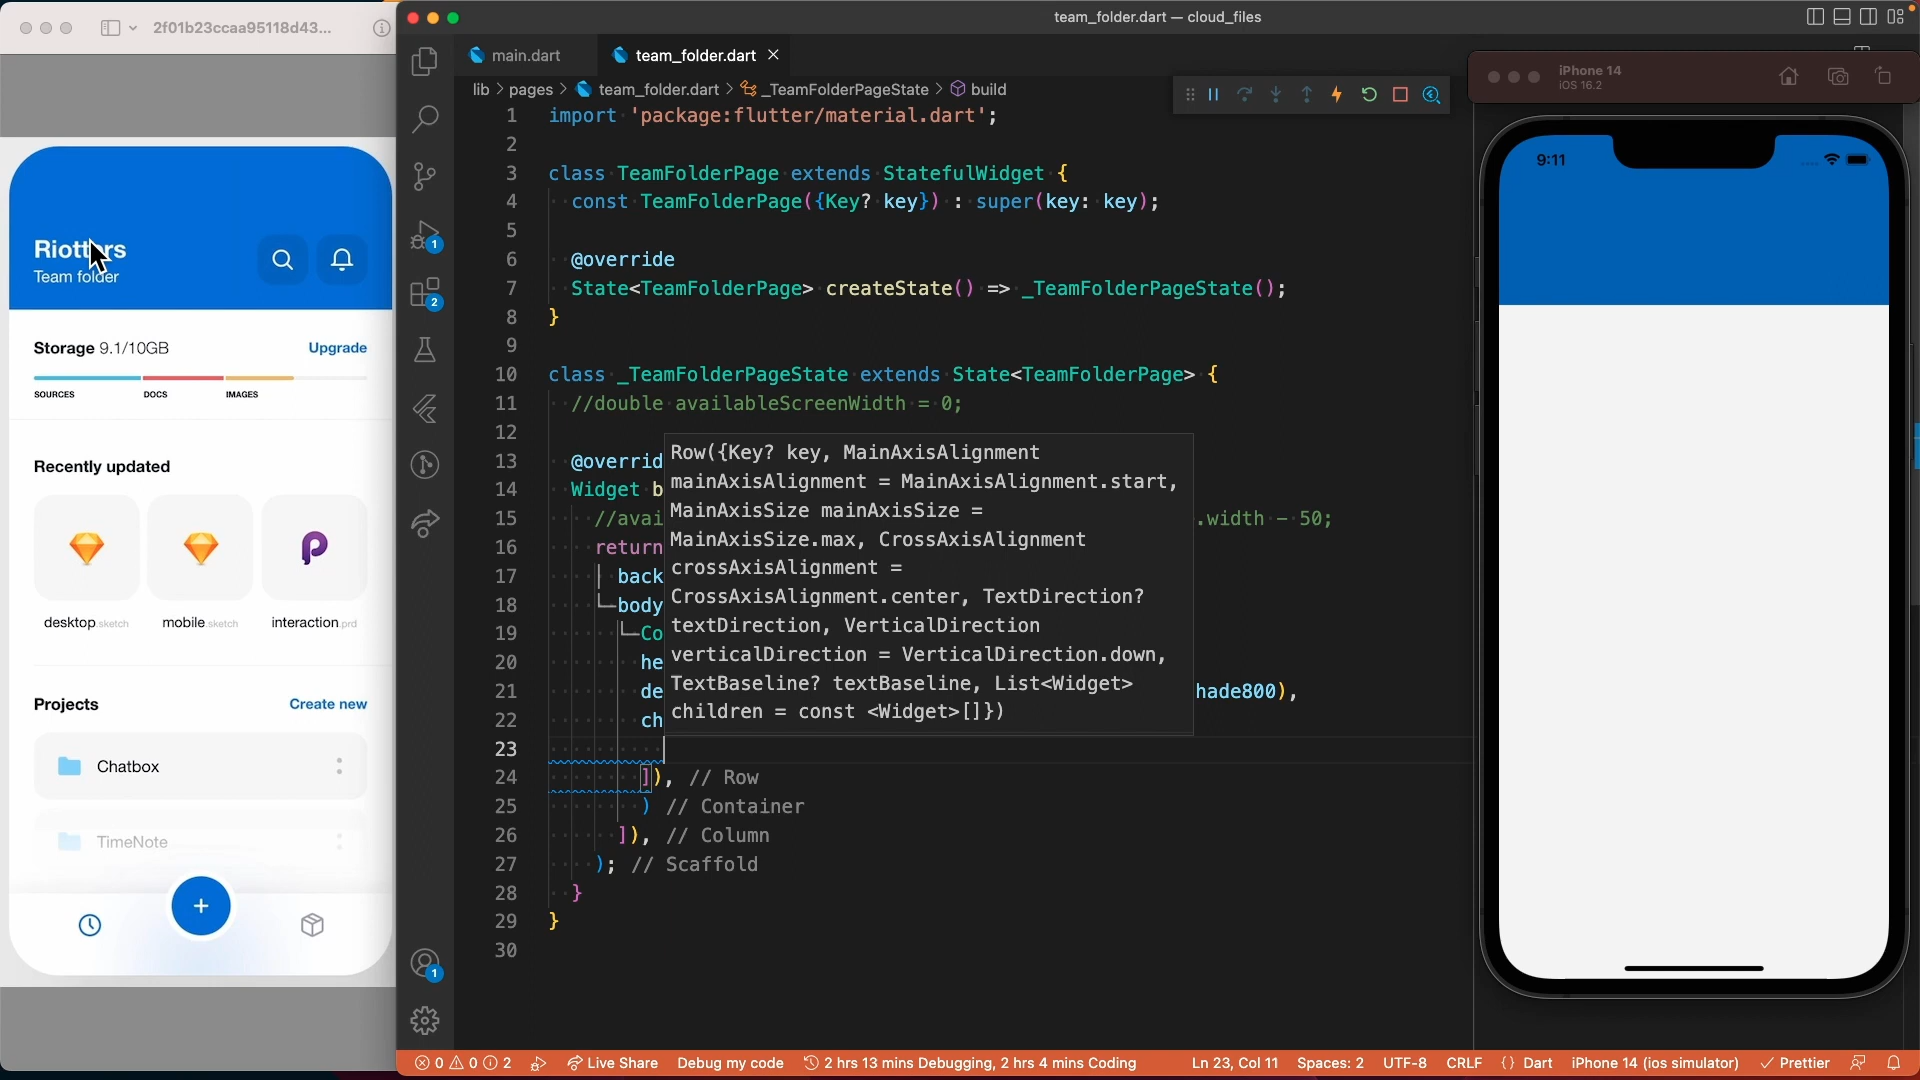 2f01b23ccaa95118d43...
Riotters
Team folder
Storage 9.1/10GB
Upgrade
SOURCES
DOCS
IMAGES
Recently updated
desktop.sketch
mobile.sketch
interaction.prd
Projects
Create new
Chatbox
TimeNote
team_folder.dart — cloud_files
main.dart
team_folder.dart
lib > pages > team_folder.dart > _TeamFolderPageState > build
1 import 'package:flutter/material.dart';
2
3 class TeamFolderPage extends StatefulWidget {
4 const TeamFolderPage({Key? key}) : super(key: key);
5
6 @override
7 State<TeamFolderPage> createState() => _TeamFolderPageState();
8 }
9
10 class _TeamFolderPageState extends State<TeamFolderPage> {
11 //double availableScreenWidth = 0;
12
13 @overrid
14 Widget b
15 //avai .width - 50;
16 return
17 back
18 body
19 Co
20 he
21 de hade800),
22 ch
23
24 ]), // Row
25 ) // Container
26 ]), // Column
27 ); // Scaffold
28 }
29 }
30
Row({Key? key, MainAxisAlignment
mainAxisAlignment = MainAxisAlignment.start,
MainAxisSize mainAxisSize =
MainAxisSize.max, CrossAxisAlignment
crossAxisAlignment =
CrossAxisAlignment.center, TextDirection?
textDirection, VerticalDirection
verticalDirection = VerticalDirection.down,
TextBaseline? textBaseline, List<Widget>
children = const <Widget>[]})
1
2
1
0 0 2 Live Share Debug my code 2 hrs 13 mins Debugging, 2 hrs 4 mins Coding Ln 23, Col 11 Spaces: 2 UTF-8 CRLF {} Dart iPhone 14 (ios simulator) Prettier
iPhone 14
iOS 16.2
9:11